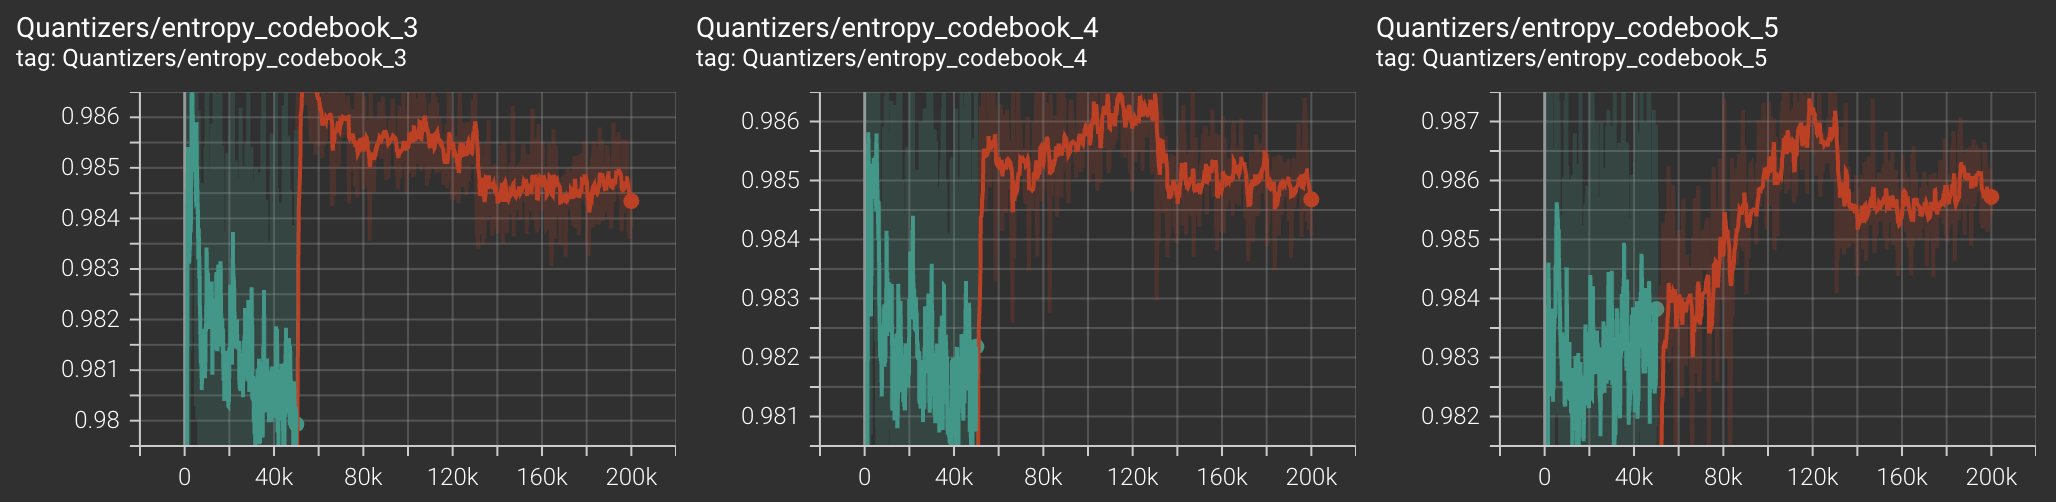 Quantizers/entropy_codebook_3
tag: Quantizers/entropy_codebook_3
0.986
0.985
0.984
0.983
0.982
0.981
0.98
0 40k 80k 120k 160k 200k
Quantizers/entropy_codebook_4
tag: Quantizers/entropy_codebook_4
0.986
0.985
0.984
0.983
0.982
0.981
0 40k 80k 120k 160k 200k
Quantizers/entropy_codebook_5
tag: Quantizers/entropy_codebook_5
0.987
0.986
0.985
0.984
0.983
0.982
0 40k 80k 120k 160k 200k